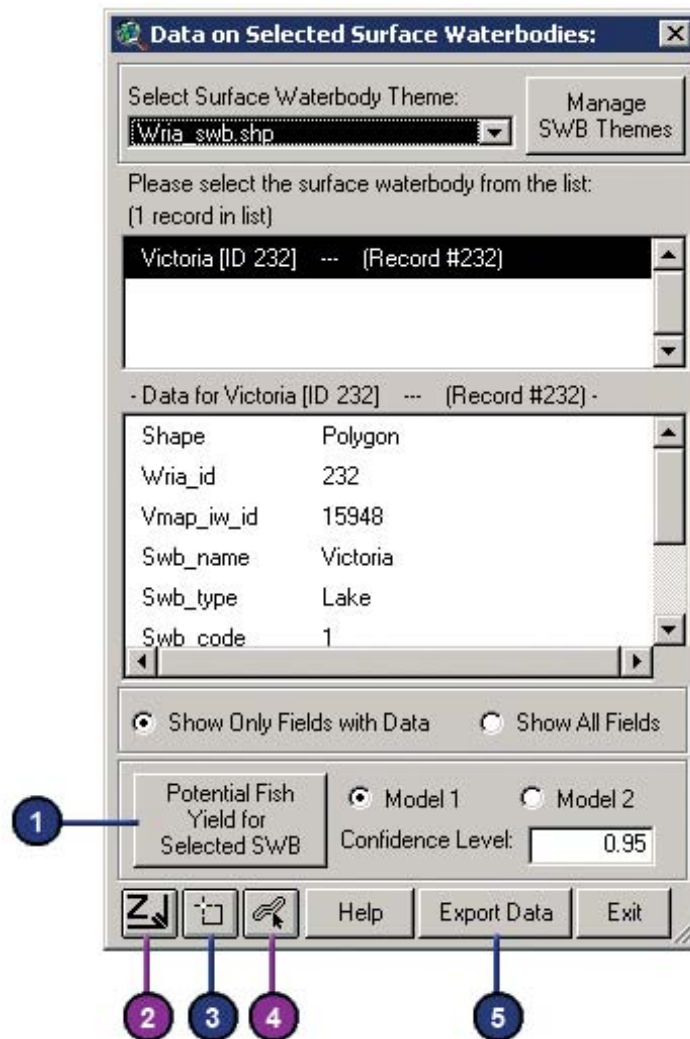 Data on Selected Surface Waterbodies:
Select Surface Waterbody Theme:
Wria_swb.shp
Manage
SWB Themes
Please select the surface waterbody from the list:
(1 record in list)
Victoria [ID 232] --- (Record #232)
- Data for Victoria [ID 232] --- (Record #232) -
Shape Polygon
Wria_id 232
Vmap_iw_id 15948
Swb_name Victoria
Swb_type Lake
Swb_code 1
Show Only Fields with Data Show All Fields
Potential Fish
Yield for
Selected SWB
Model 1 Model 2
Confidence Level: 0.95
Z Help Export Data Exit
1
2 3 4 5